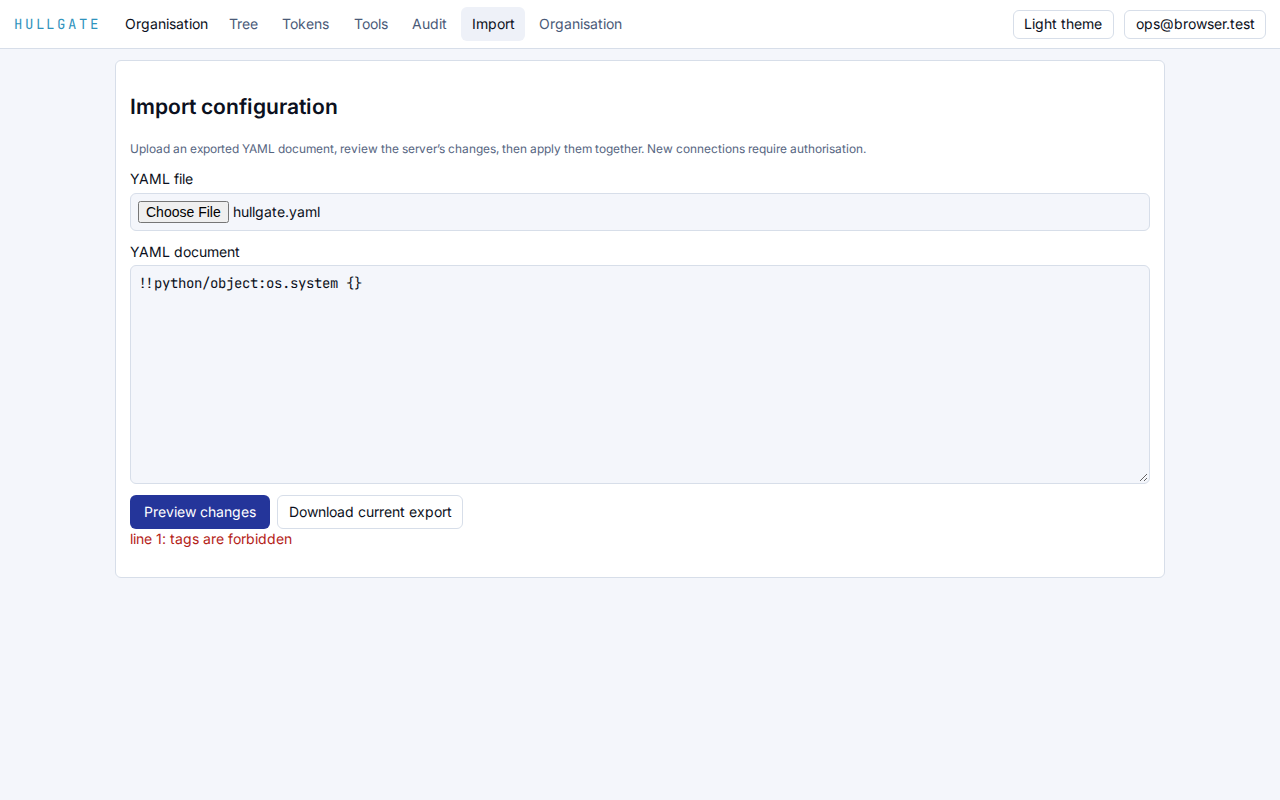 HULLGATE Organisation Tree Tokens Tools Audit Import Organisation Light theme ops@browser.test
Import configuration
Upload an exported YAML document, review the server’s changes, then apply them together. New connections require authorisation.
YAML file
Choose File hullgate.yaml
YAML document
!!python/object:os.system {}
Preview changes Download current export
line 1: tags are forbidden